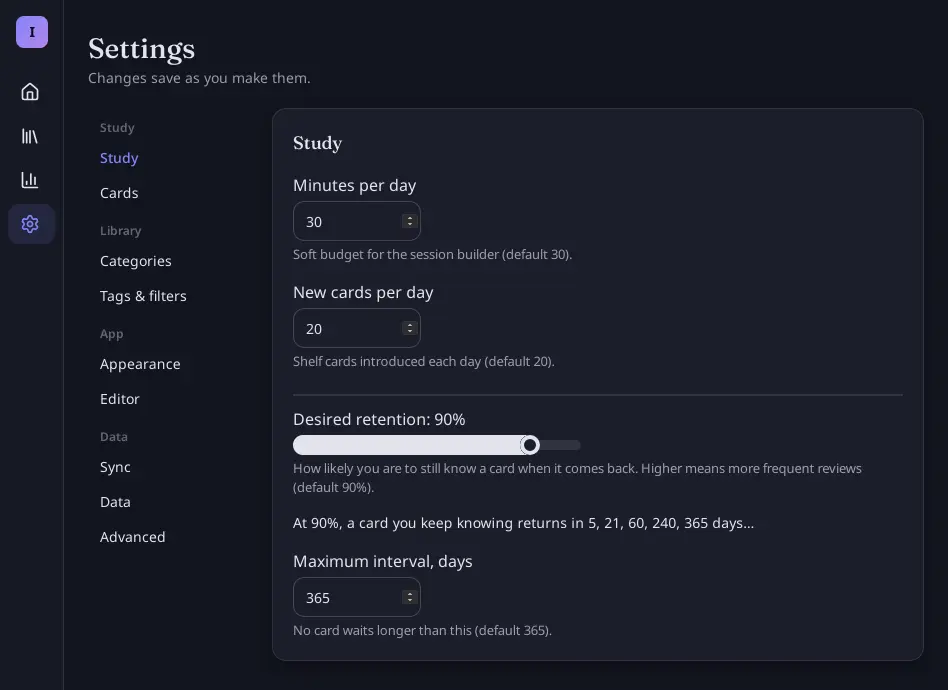 I
Settings
Changes save as you make them.
Study
Study
Cards
Library
Categories
Tags & filters
App
Appearance
Editor
Data
Sync
Data
Advanced
Study
Minutes per day
30
Soft budget for the session builder (default 30).
New cards per day
20
Shelf cards introduced each day (default 20).
Desired retention: 90%
How likely you are to still know a card when it comes back. Higher means more frequent reviews
(default 90%).
At 90%, a card you keep knowing returns in 5, 21, 60, 240, 365 days...
Maximum interval, days
365
No card waits longer than this (default 365).